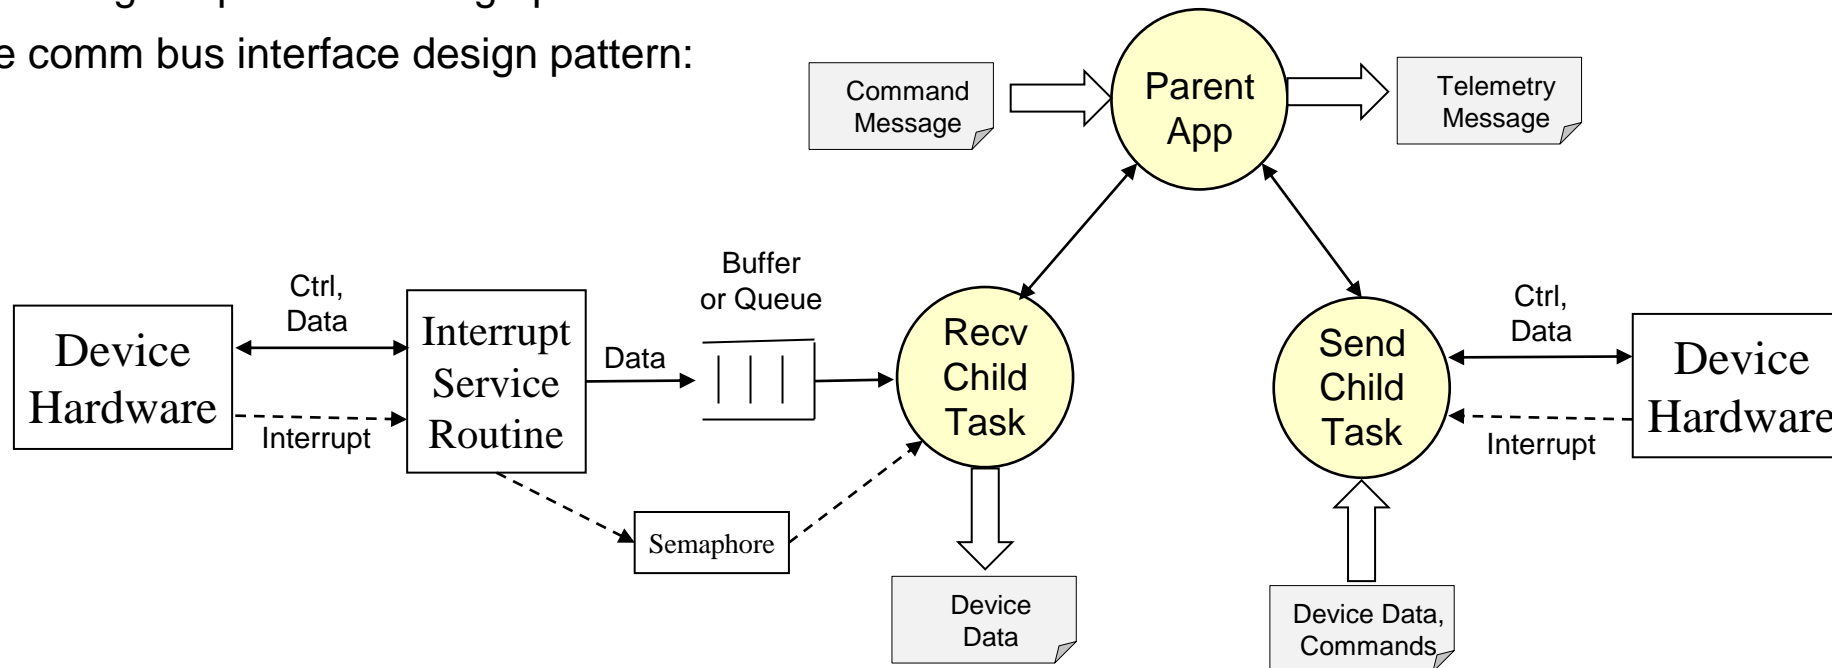 comm bus interface design pattern:
Command
Message
Parent
App
Telemetry
Message
Buffer
or Queue
Ctrl,
Data
Device
Hardware
Interrupt
Interrupt
Service
Routine
Data
Semaphore
Recv
Child
Task
Device
Data
Send
Child
Task
Ctrl,
Data
Interrupt
Device
Hardware
Device Data,
Commands